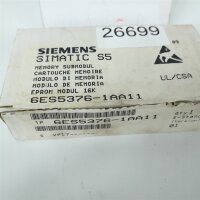 26699
SIEMENS
SIMATIC S5
MEMORY SUBMODUL
CARTOUCHE MEMOIRE
MODULO DI MEMORIA
MODULO DE MEMORIA
EPROM MODUL 16K
UL/CSA
6ES5376-1AA11
1P 6ES5376-1AA11